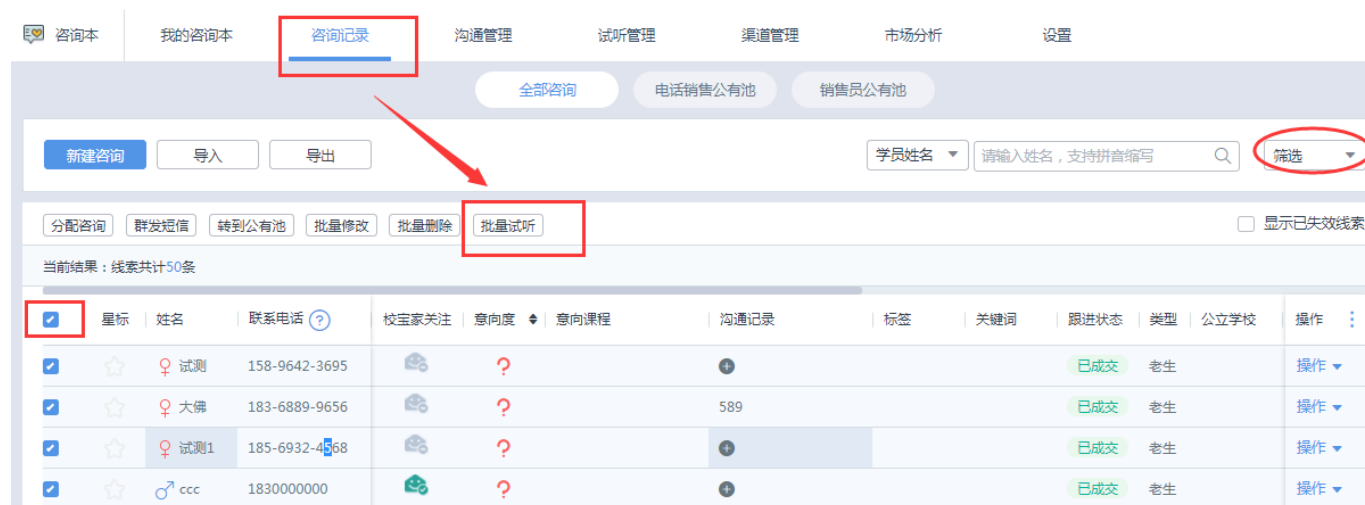 咨询本 我的咨询本 咨询记录 沟通管理 试听管理 渠道管理 市场分析 设置
全部咨询 电话销售公有池 销售员公有池
新建咨询 导入 导出 学员姓名 请输入姓名，支持拼音缩写 筛选
分配咨询 群发短信 转到公有池 批量修改 批量删除 批量试听 显示已失效线索
当前结果：线索共计50条
星标 姓名 联系电话 ? 校宝家关注 意向度 意向课程 沟通记录 标签 关键词 跟进状态 类型 公立学校 操作
试测 158-9642-3695 ? 已成交 老生 操作
大佛 183-6889-9656 ? 589 已成交 老生 操作
试测1 185-6932-4568 ? 已成交 老生 操作
ccc 1830000000 ? 已成交 老生 操作